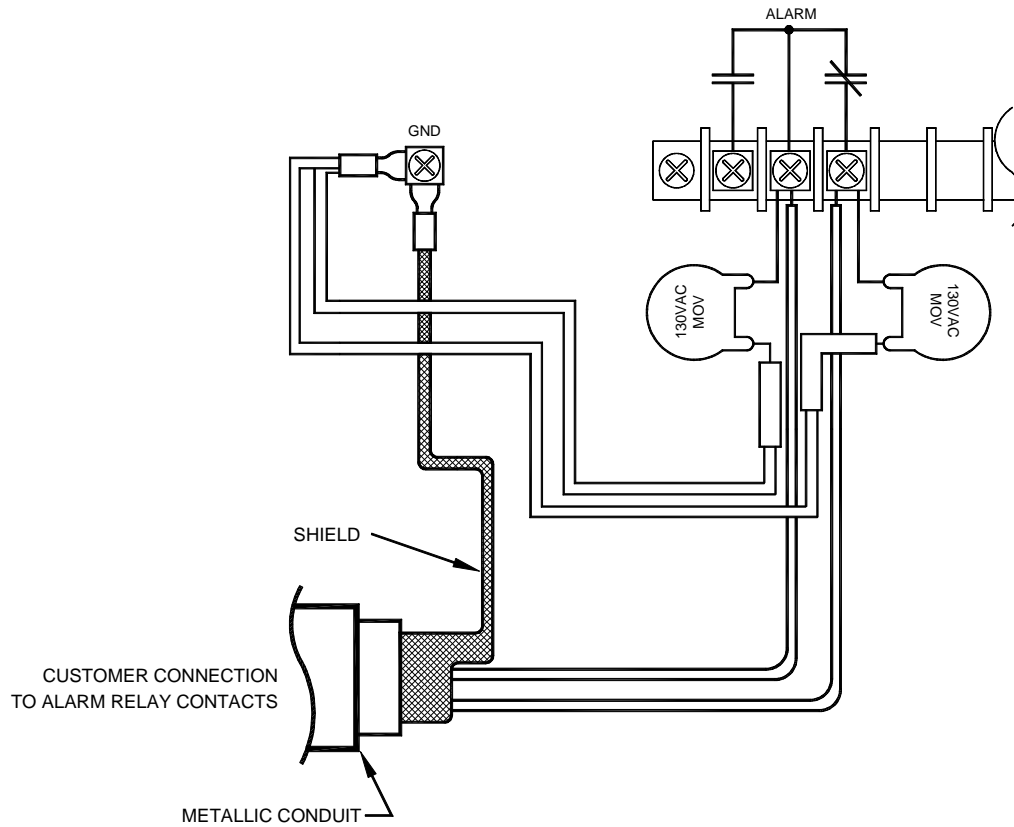 ALARM
GND
130VAC
MOV
130VAC
MOV
SHIELD
CUSTOMER CONNECTION
TO ALARM RELAY CONTACTS
METALLIC CONDUIT